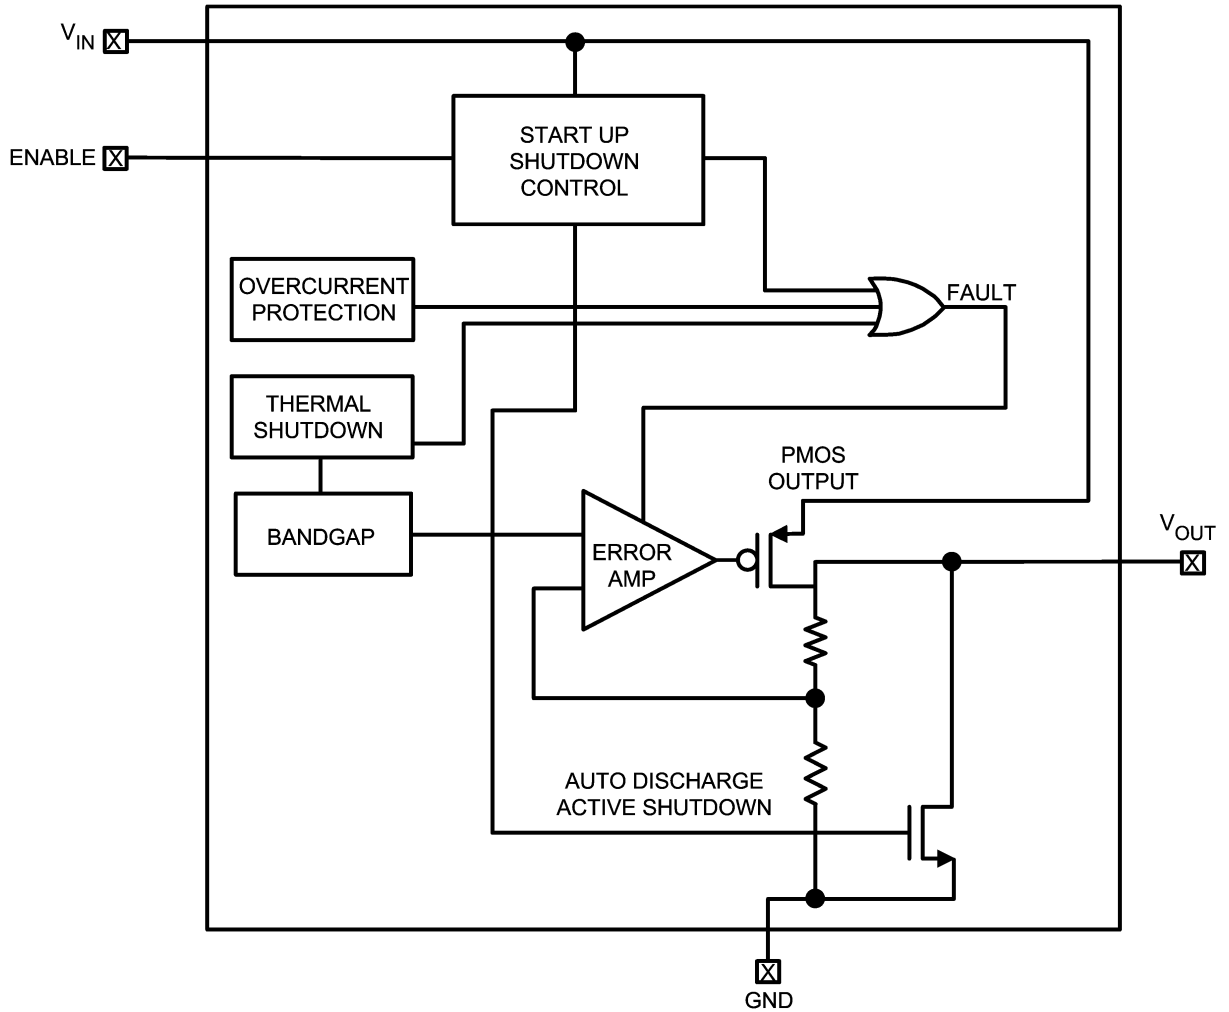 VIN
ENABLE
START UP
SHUTDOWN
CONTROL
OVERCURRENT
PROTECTION
FAULT
THERMAL
SHUTDOWN
PMOS
OUTPUT
BANDGAP
ERROR
AMP
VOUT
AUTO DISCHARGE
ACTIVE SHUTDOWN
GND